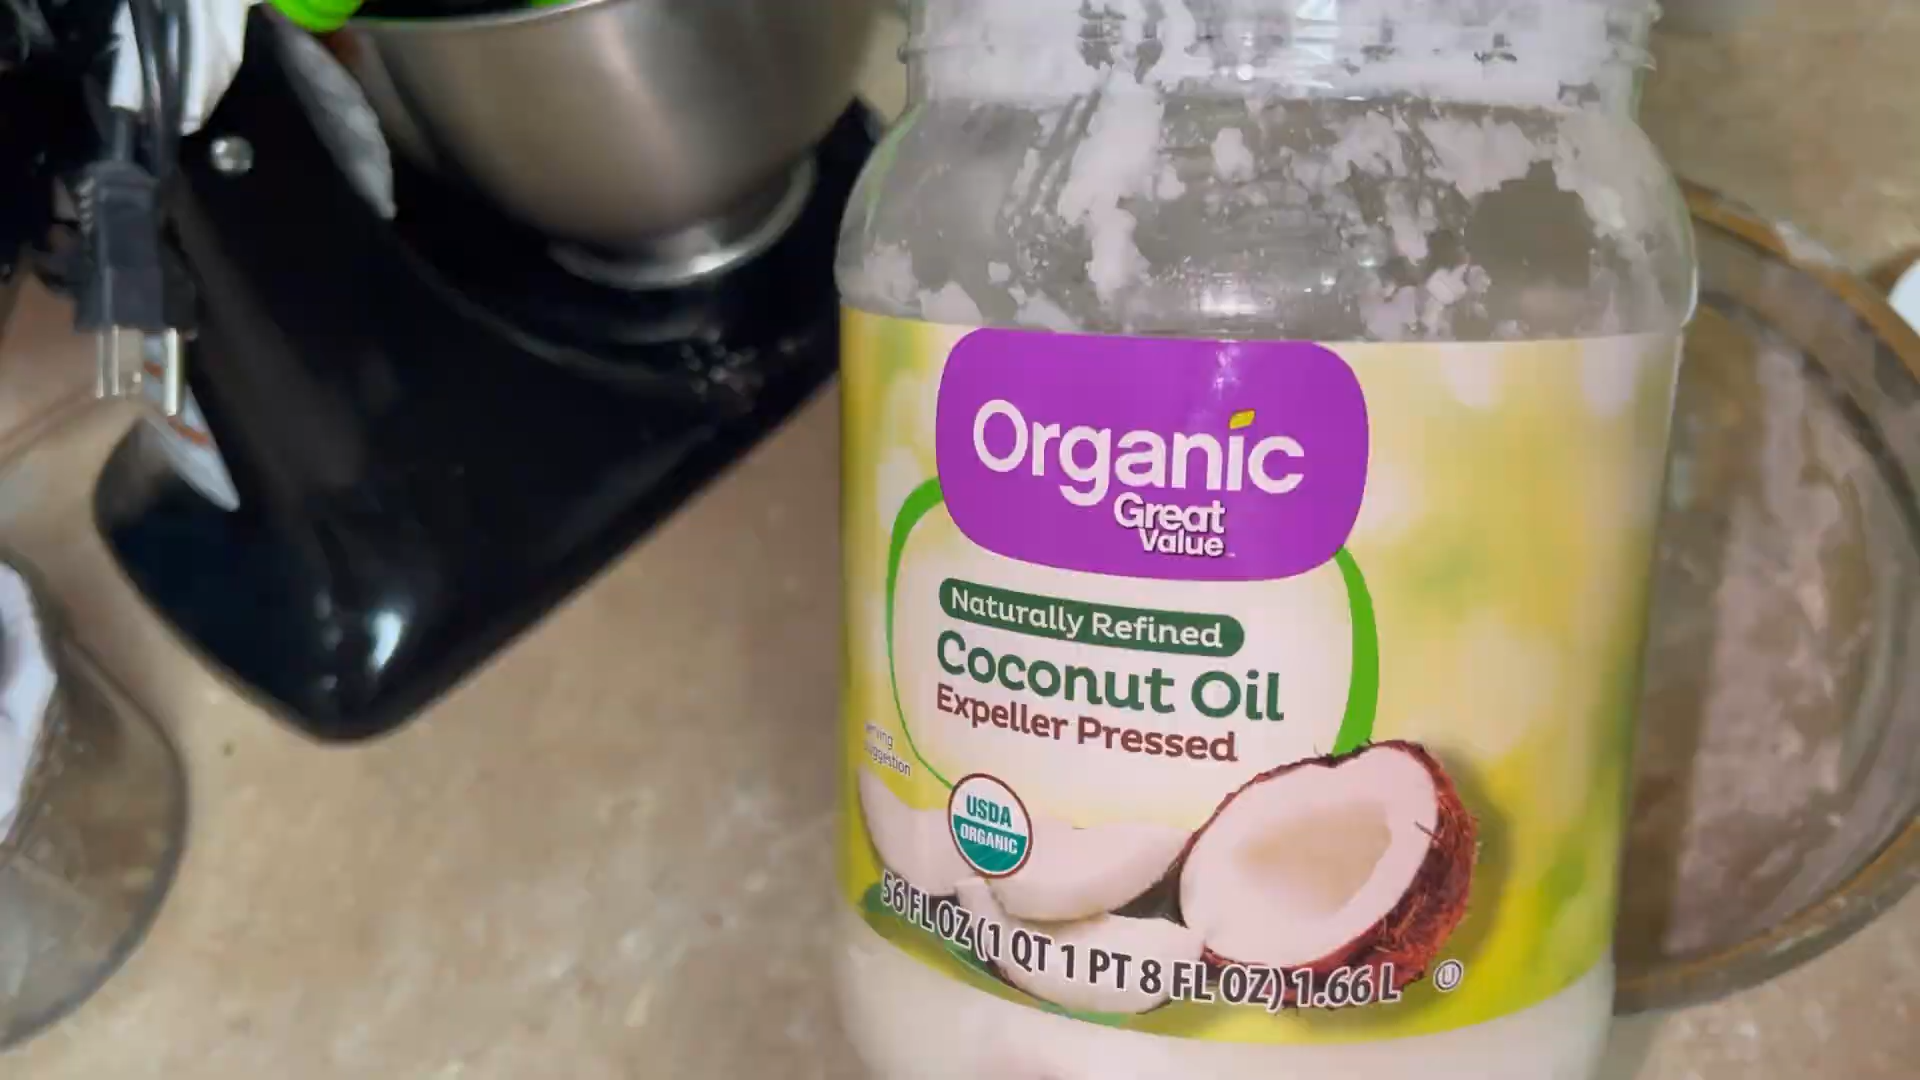 Organic
Great
Value
Naturally Refined
Coconut Oil
Expeller Pressed
USDA
ORGANIC
56 FL OZ (1 QT 1 PT 8 FL OZ) 1.66 L
U